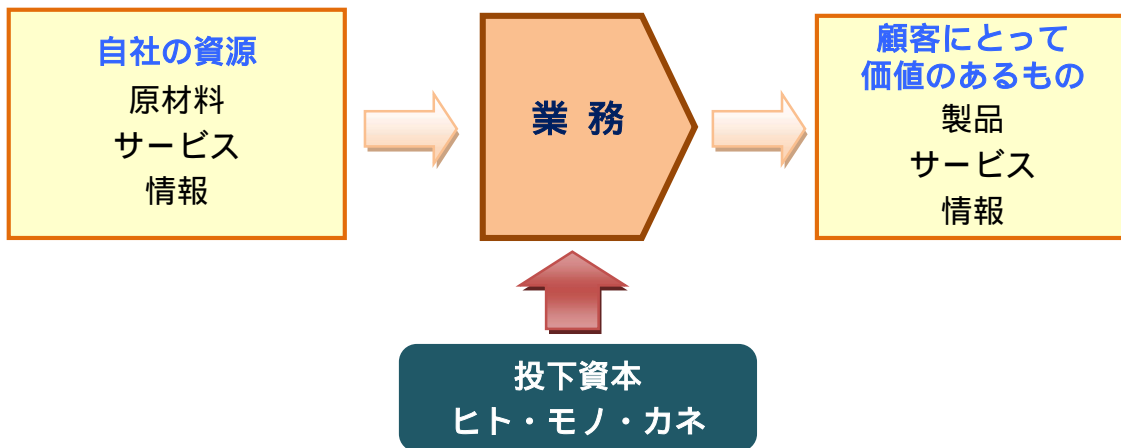 自社の資源
原材料
サービス
情報
業務
顧客にとって
価値のあるもの
製品
サービス
情報
投下資本
ヒト・モノ・カネ